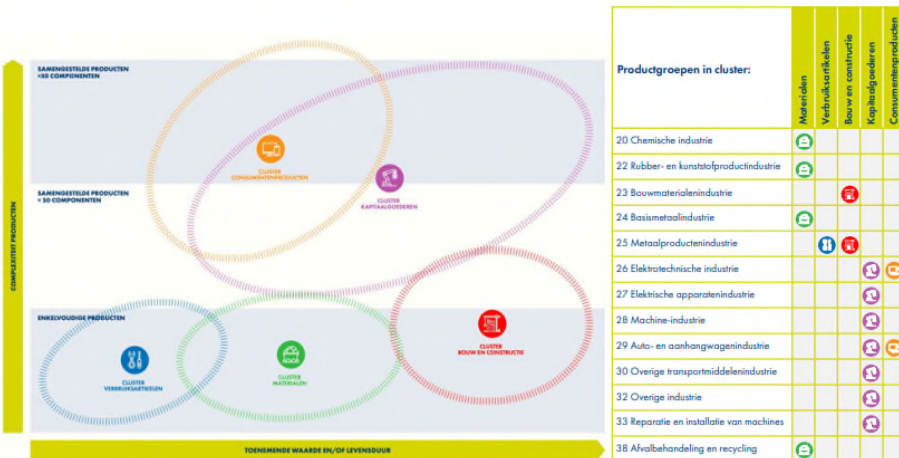 COMPLEXITEIT PRODUCTEN
SAMENGESTELDE PRODUCTEN
>50 COMPONENTEN
CLUSTER
CONSUMENTENPRODUCTEN
CLUSTER
KAPITAALGOEDEREN
SAMENGESTELDE PRODUCTEN
< 50 COMPONENTEN
ENKELVOUDIGE PRODUCTEN
CLUSTER
VERBRUIKSARTIKELEN
CLUSTER
MATERIALEN
CLUSTER
BOUW EN CONSTRUCTIE
TOENEMENDE WAARDE EN/OF LEVENSDUUR
Productgroepen in cluster:
Materialen
Verbruiksartikelen
Bouw en constructie
Kapitaalgoederen
Consumentenproducten
20 Chemische industrie
22 Rubber- en kunststofproductindustrie
23 Bouwmaterialenindustrie
24 Basismetaalindustrie
25 Metaalproductenindustrie
26 Elektrotechnische industrie
27 Elektrische apparatenindustrie
28 Machine-industrie
29 Auto- en aanhangwagenindustrie
30 Overige transportmiddelenindustrie
32 Overige industrie
33 Reparatie en installatie van machines
38 Afvalbehandeling en recycling